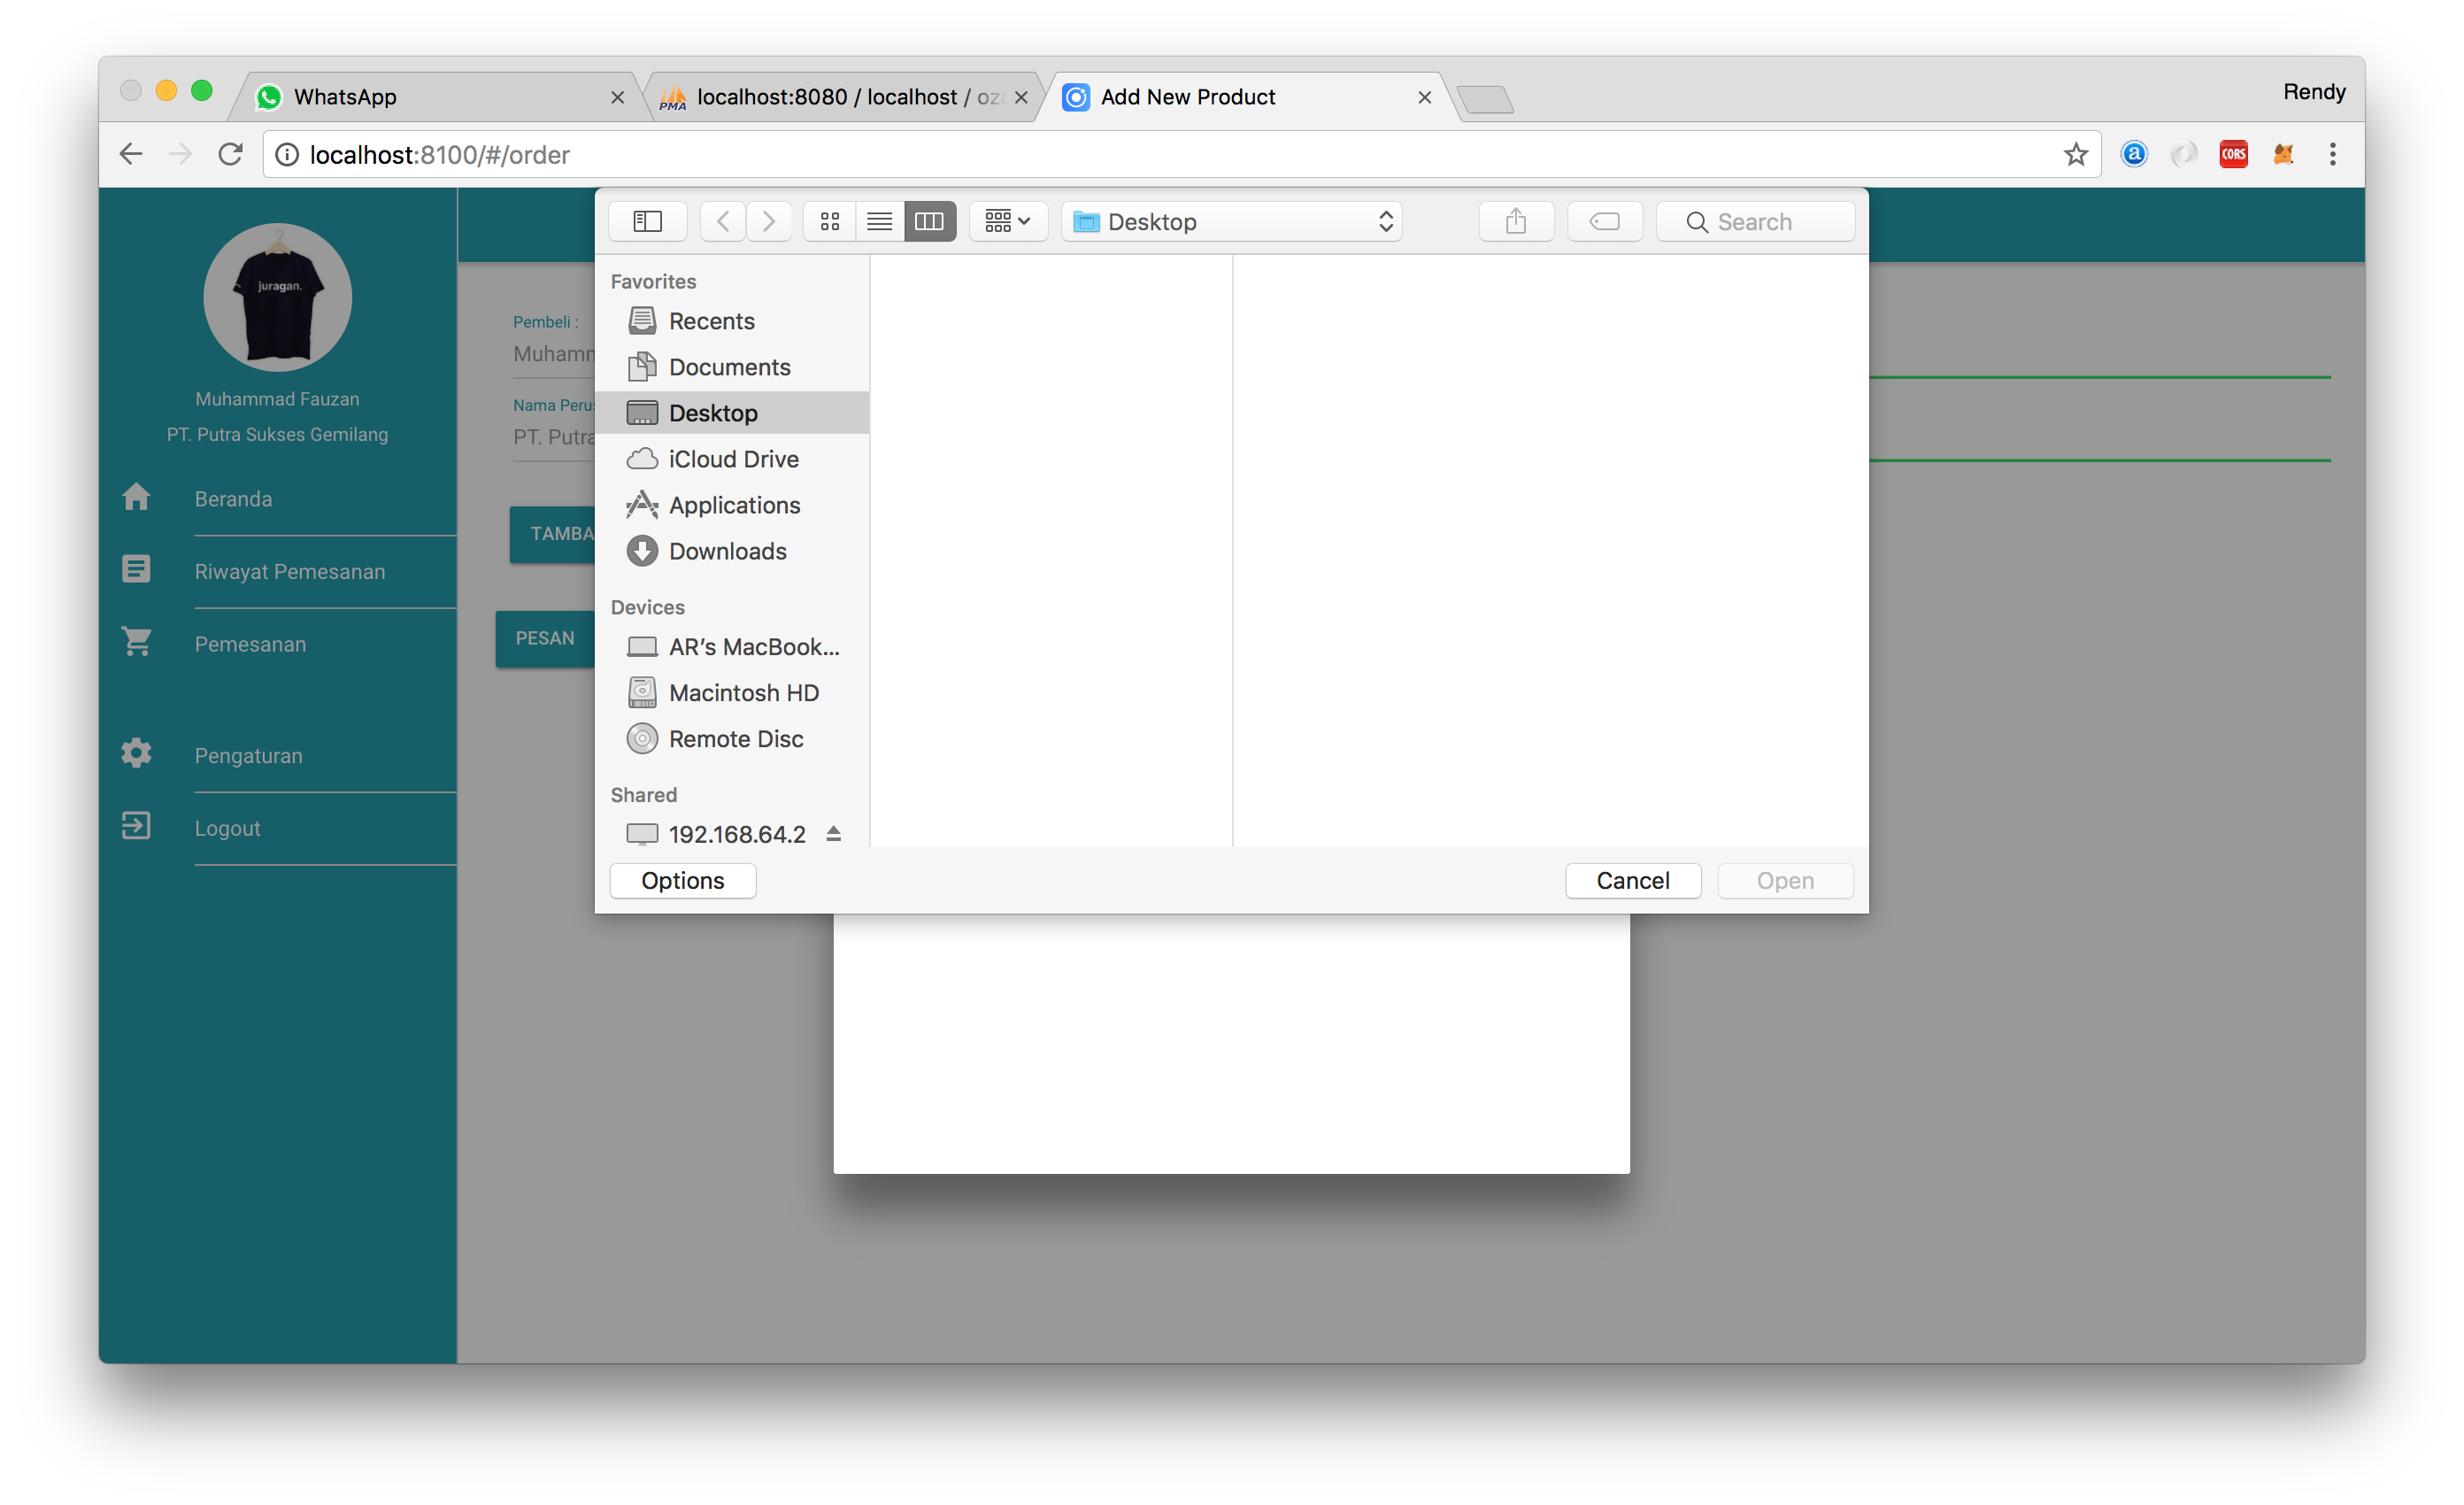 WhatsApp
localhost:8080 / localhost / oz
Add New Product
Rendy
localhost:8100/#/order
CORS
PMA
a
juragan.
Muhammad Fauzan
PT. Putra Sukses Gemilang
Beranda
Riwayat Pemesanan
Pemesanan
Pengaturan
Logout
Pembeli :
Muhamm
Nama Perus
PT. Putra
TAMBA
PESAN
Desktop
Search
Favorites
Recents
Documents
Desktop
iCloud Drive
Applications
Downloads
Devices
AR’s MacBook...
Macintosh HD
Remote Disc
Shared
192.168.64.2
Options
Cancel
Open